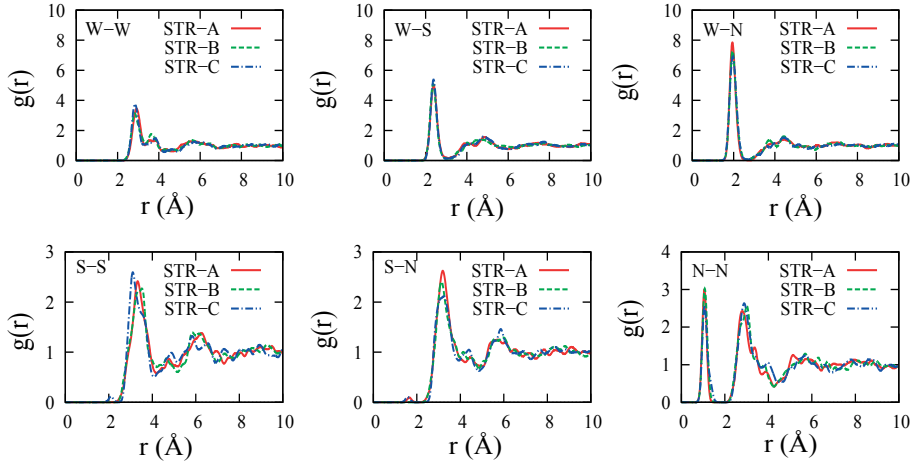 W−W STR−A
STR−B
STR−C
g(r)
8
6
4
2
0
0 2 4 6 8 10
r (Å)
W−S STR−A
STR−B
STR−C
g(r)
8
6
4
2
0
0 2 4 6 8 10
r (Å)
W−N STR−A
STR−B
STR−C
g(r)
10
8
6
4
2
0
0 2 4 6 8 10
r (Å)
S−S STR−A
STR−B
STR−C
g(r)
3
2
1
0
0 2 4 6 8 10
r (Å)
S−N STR−A
STR−B
STR−C
g(r)
3
2
1
0
0 2 4 6 8 10
r (Å)
N−N STR−A
STR−B
STR−C
g(r)
4
3
2
1
0
0 2 4 6 8 10
r (Å)